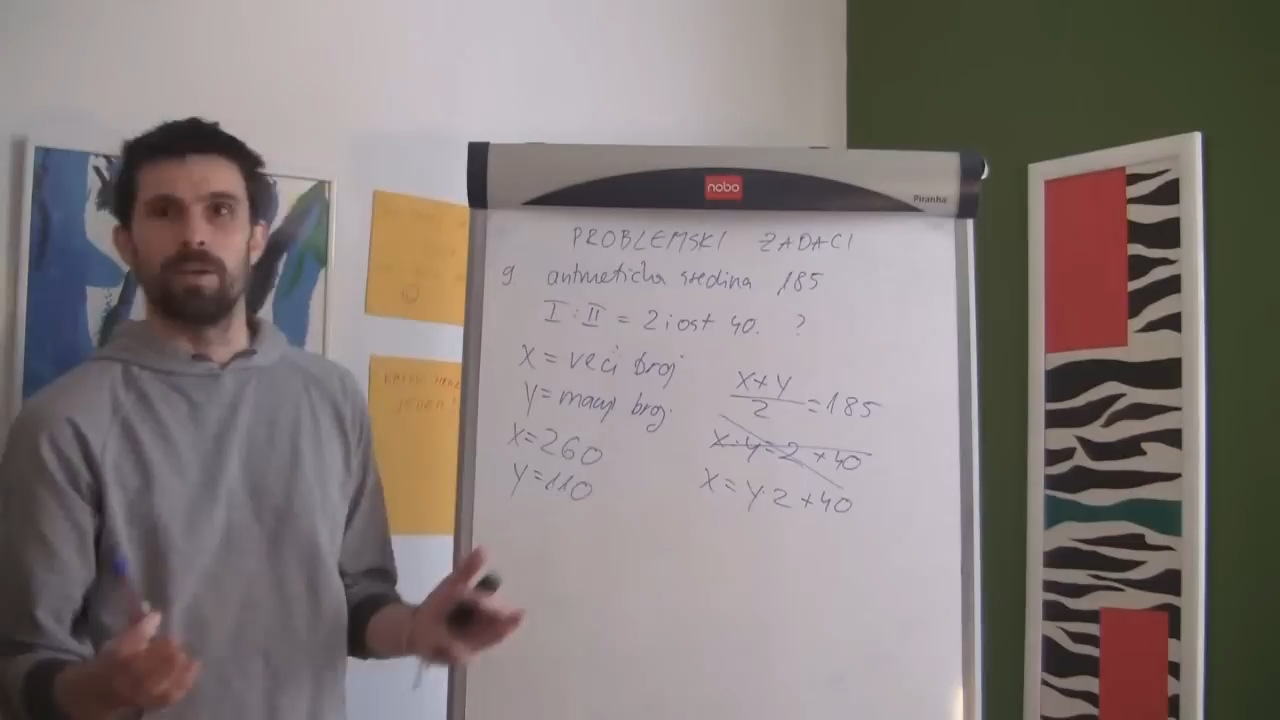 nobo
Piranha
PROBLEMSKI ZADACI
9 aritmetička sredina 185
I : II = 2 i ost 40. ?
X = veći broj
y = manji broj
X = 260
y = 110
X + y / 2 = 185
X : y = 2 + 40
X = y · 2 + 40